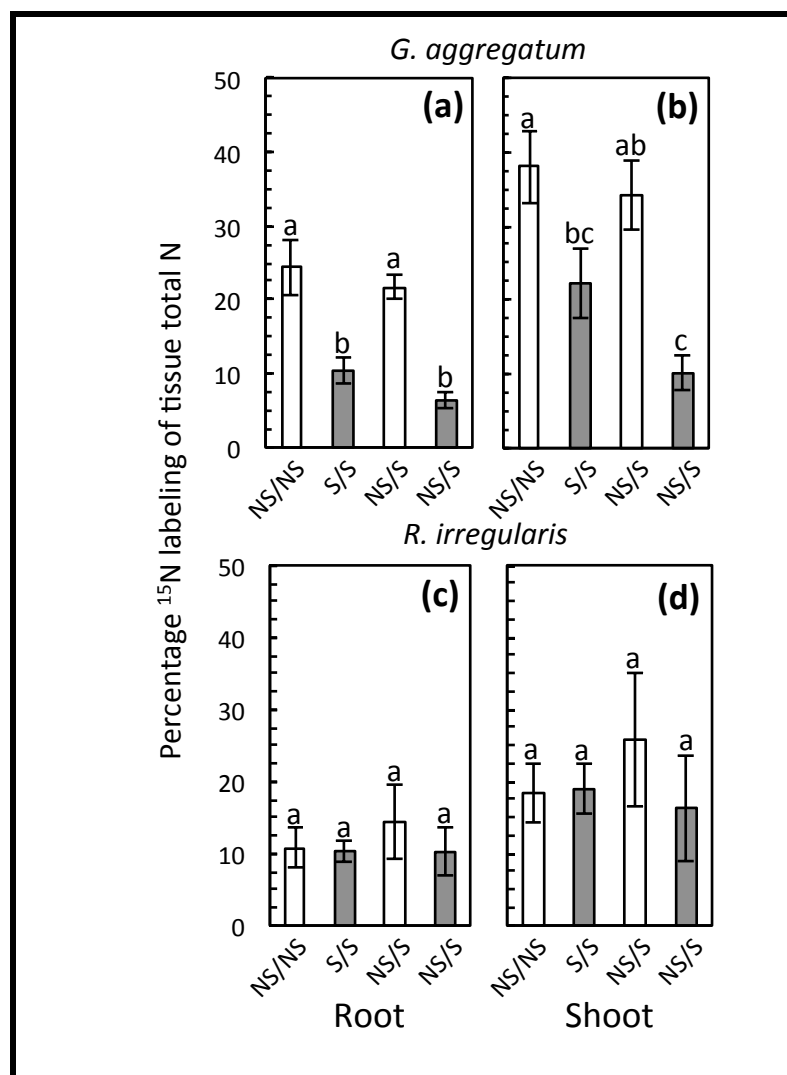 G. aggregatum
Percentage ¹⁵N labeling of tissue total N
50
40
30
20
10
0
(a)
a
b
a
b
NS/NS
S/S
NS/S
NS/S
(b)
a
bc
ab
c
NS/NS
S/S
NS/S
NS/S
R. irregularis
50
40
30
20
10
0
(c)
a
a
a
a
NS/NS
S/S
NS/S
NS/S
Root
(d)
a
a
a
a
NS/NS
S/S
NS/S
NS/S
Shoot